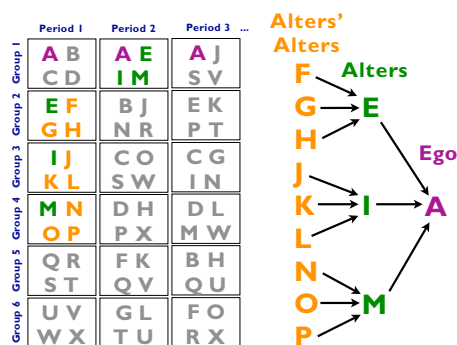 Period 1 Period 2 Period 3 ...
Group 1
A B A E A J
C D I M S V
Group 2
E F B J E K
G H N R P T
Group 3
I J C O C G
K L S W I N
Group 4
M N D H D L
O P P X M W
Group 5
Q R F K B H
S T Q V Q U
Group 6
U V G L F O
W X T U R X
Alters'
Alters
Alters
Ego
F
G
H
J
K
L
N
O
P
E
I
M
A